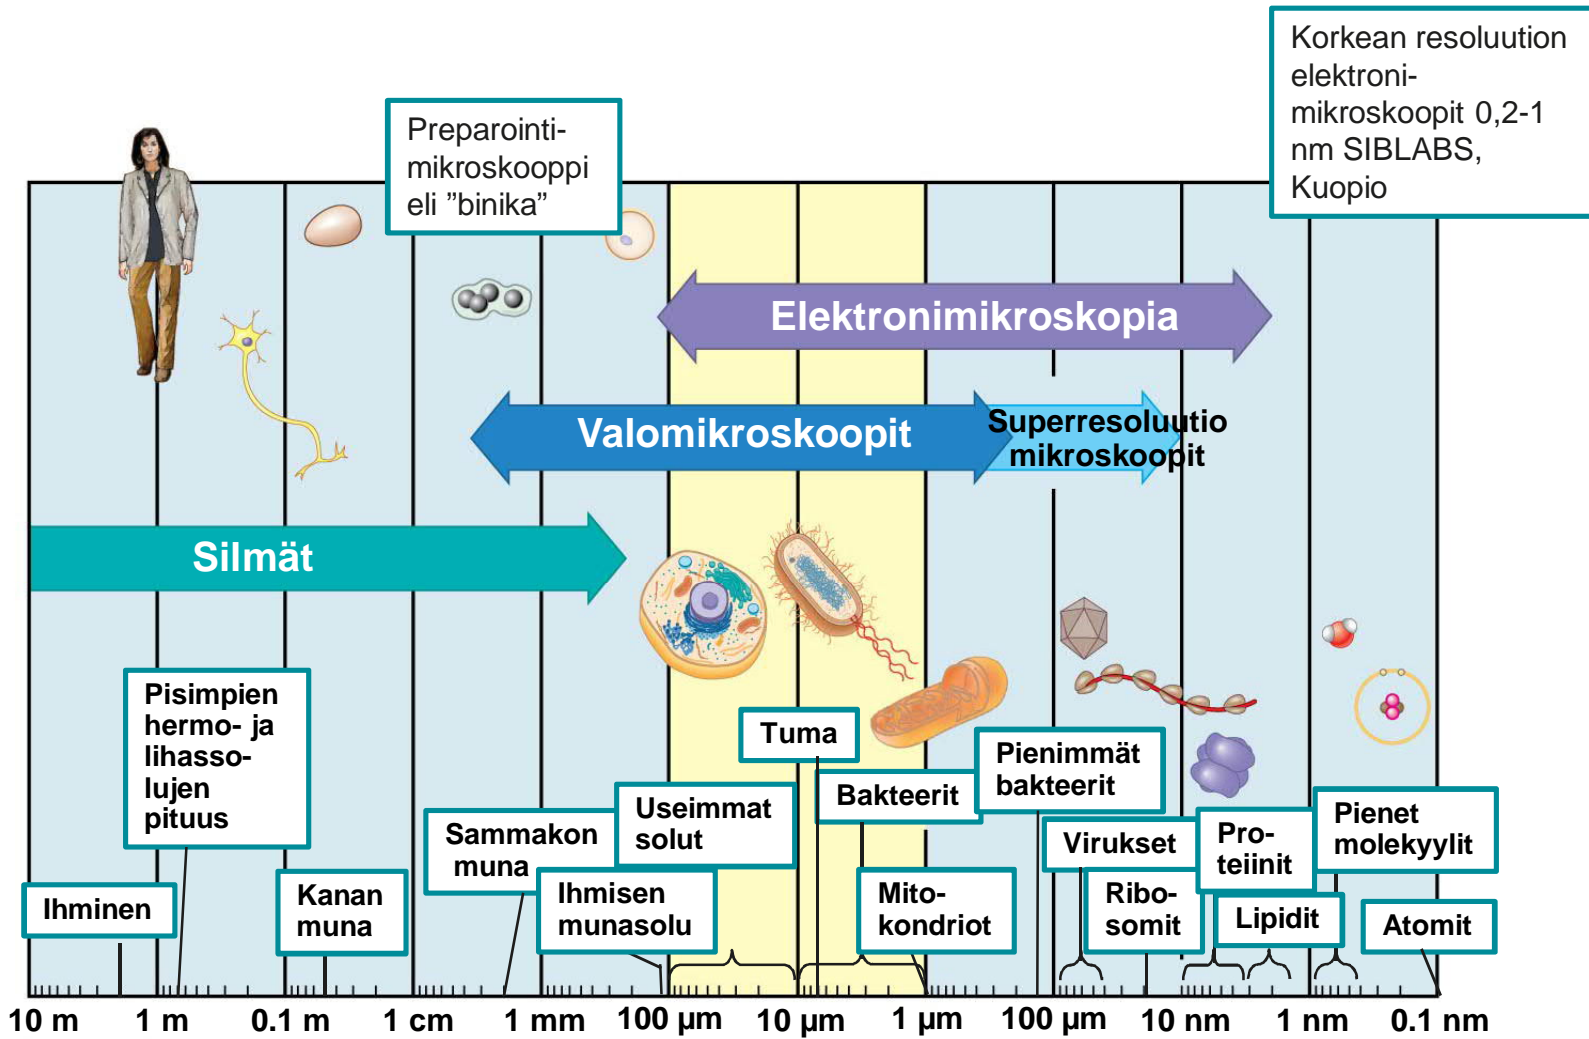 Korkean resoluution
elektroni-
mikroskoopit 0,2-1
nm SIBLABS,
Kuopio
Preparointi-
mikroskooppi
eli ”binika”
Elektronimikroskopia
Valomikroskoopit
Superresoluutio
mikroskoopit
Silmät
Pisimpien
hermo- ja
lihasso-
lujen
pituus
Tuma
Pienimmät
bakteerit
Useimmat
solut
Bakteerit
Sammakon
muna
Virukset
Pro-
teiinit
Pienet
molekyylit
Ihminen
Kanan
muna
Ihmisen
munasolu
Mito-
kondriot
Ribo-
somit
Lipidit
Atomit
10 m 1 m 0.1 m 1 cm 1 mm 100 µm 10 µm 1 µm 100 µm 10 nm 1 nm 0.1 nm